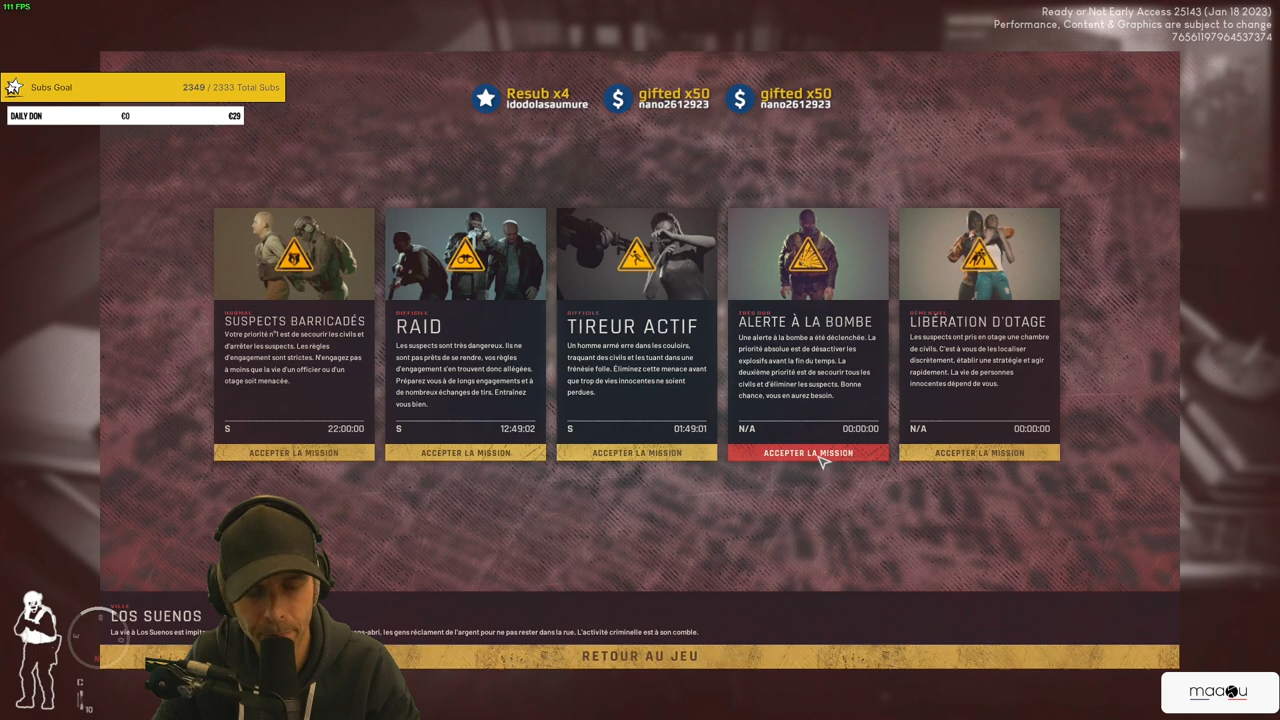 111 FPS
Ready or Not Early Access 25143 (Jan 18 2023)
Performance, Content & Graphics are subject to change
76561197964537374
Subs Goal 2349 / 2333 Total Subs
DAILY DON €0 €29
Resub x4
idodolasaumure
gifted x50
ñano2612923
gifted x50
ñano2612923
NORMAL
SUSPECTS BARRICADÉS
Votre priorité n°1 est de secourir les civils et
d'arrêter les suspects. Les règles
d'engagement sont strictes. N'engagez pas
à moins que la vie d'un officier ou d'un
otage soit menacée.
S 22:00:00
ACCEPTER LA MISSION
DIFFICILE
RAID
Les suspects sont très dangereux. Ils ne
sont pas prêts de se rendre, vos règles
d'engagement s'en trouvent donc allégées.
Préparez vous à de longs engagements et à
de nombreux échanges de tirs. Entraînez
vous bien.
S 12:49:02
ACCEPTER LA MISSION
DIFFICILE
TIREUR ACTIF
Un homme armé erre dans les couloirs,
traquant des civils et les tuant dans une
frénésie folle. Éliminez cette menace avant
que trop de vies innocentes ne soient
perdues.
S 01:49:01
ACCEPTER LA MISSION
TRÈS DUR
ALERTE À LA BOMBE
Une alerte à la bombe a été déclenchée. La
priorité absolue est de désactiver les
explosifs avant la fin du temps. La
deuxième priorité est de secourir tous les
civils et d'éliminer les suspects. Bonne
chance, vous en aurez besoin.
N/A 00:00:00
ACCEPTER LA MISSION
LIBÉRATION D'OTAGE
Les suspects ont pris en otage une chambre
de civils. C'est à vous de les localiser
discrètement, établir une stratégie et agir
rapidement. La vie de personnes
innocentes dépend de vous.
N/A 00:00:00
ACCEPTER LA MISSION
VILLE
LOS SUENOS
La vie à Los Suenos est ns-abri, les gens réclament de l'argent pour ne pas rester dans la rue. L'activité criminelle est à son comble.
RETOUR AU JEU
C
10
maaKu